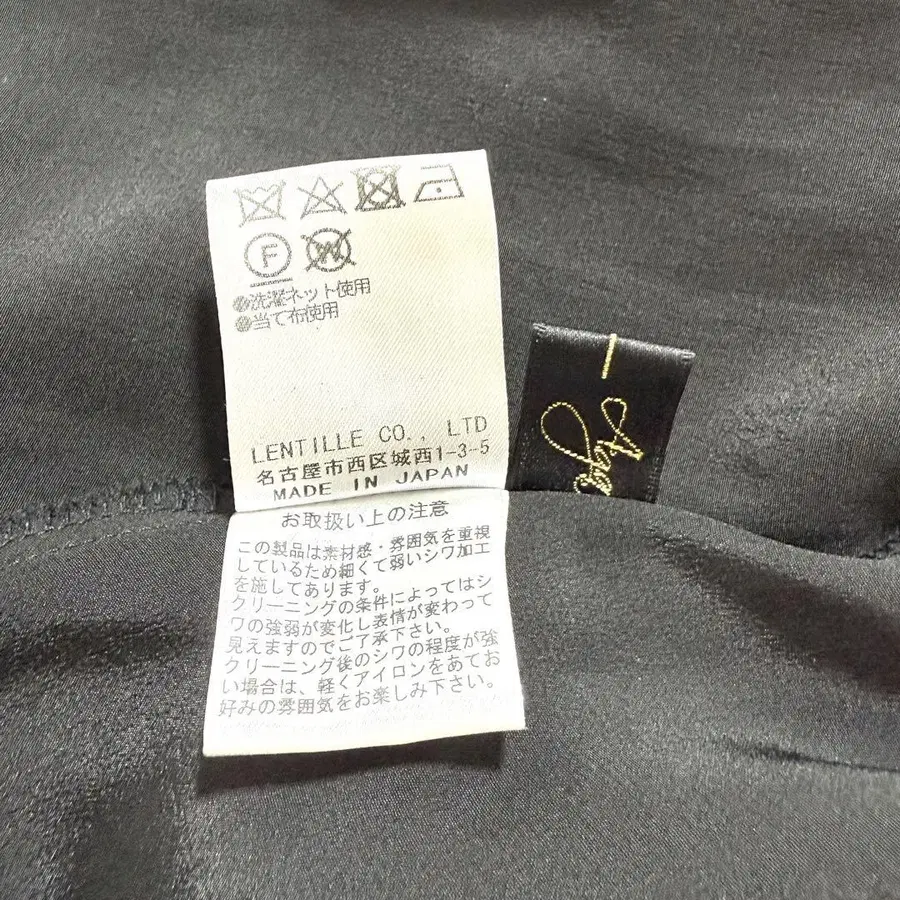 F
W
洗濯ネット使用
当て布使用
LENTILLE CO., LTD
名古屋市西区城西1-3-5
MADE IN JAPAN
お取扱い上の注意
この製品は素材感・雰囲気を重視
しているため細くて弱いシワ加工
を施してあります。
クリーニングの条件によってはシ
ワの強弱が変化し表情が変わって
見えますのでご了承下さい。
クリーニング後のシワの程度が強
い場合は、軽くアイロンをあてお
好みの雰囲気をお楽しみ下さい。